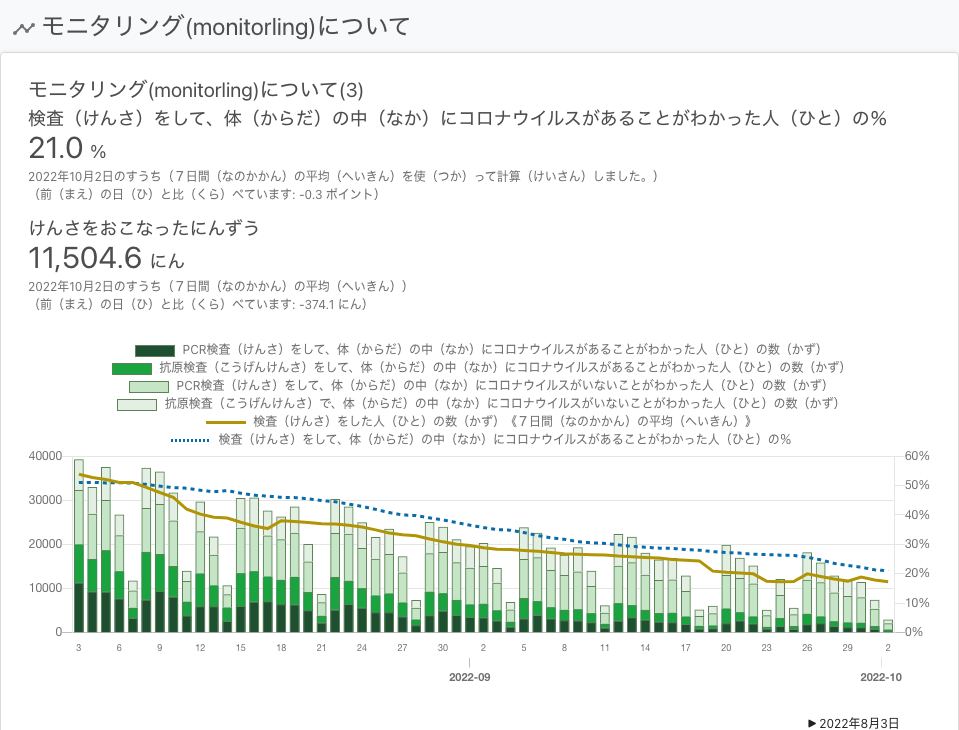 モニタリング(monitorling)について
モニタリング(monitorling)について(3)
検査（けんさ）をして、体（からだ）の中（なか）にコロナウイルスがあることがわかった人（ひと）の％
21.0 %
2022年10月2日のすうち（７日間（なのかかん）の平均（へいきん）を使（つか）って計算（けいさん）しました。）
（前（まえ）の日（ひ）と比（くら）べています: -0.3 ポイント）
けんさをおこなったにんずう
11,504.6 にん
2022年10月2日のすうち（７日間（なのかかん）の平均（へいきん））
（前（まえ）の日（ひ）と比（くら）べています: -374.1 にん）
PCR検査（けんさ）をして、体（からだ）の中（なか）にコロナウイルスがあることがわかった人（ひと）の数（かず）
抗原検査（こうげんけんさ）をして、体（からだ）の中（なか）にコロナウイルスがあることがわかった人（ひと）の数（かず）
PCR検査（けんさ）をして、体（からだ）の中（なか）にコロナウイルスがいないことがわかった人（ひと）の数（かず）
抗原検査（こうげんけんさ）で、体（からだ）の中（なか）にコロナウイルスがいないことがわかった人（ひと）の数（かず）
検査（けんさ）をした人（ひと）の数（かず）《７日間（なのかかん）の平均（へいきん）》
検査（けんさ）をして、体（からだ）の中（なか）にコロナウイルスがあることがわかった人（ひと）の％
40000 60%
50%
30000 40%
20000 30%
20%
10000 10%
0 0%
3 6 9 12 15 18 21 24 27 30 2 5 8 11 14 17 20 23 26 29 2
2022-09 2022-10
▶ 2022年8月3日